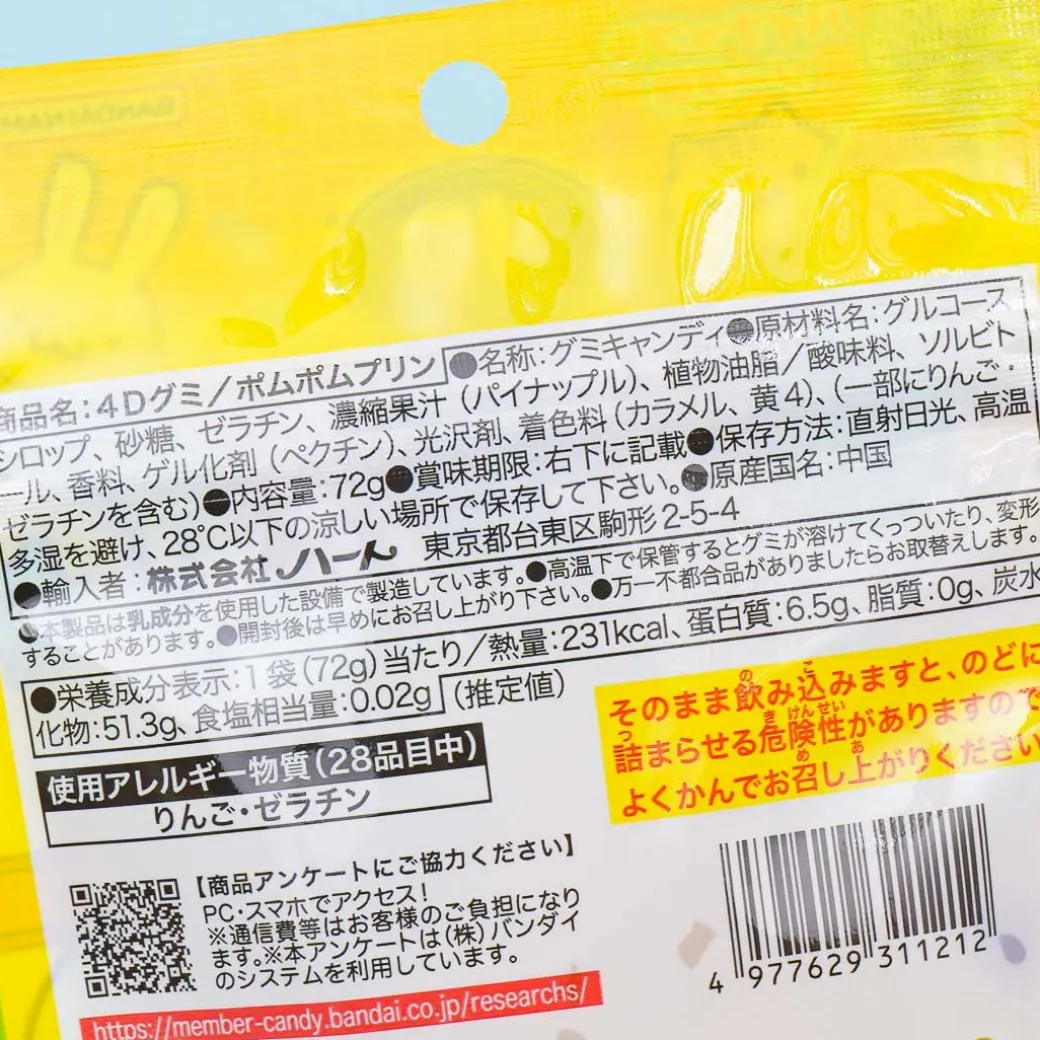 商品名:4Dグミ/ポムポムプリン ●名称:グミキャンディ●原材料名:グルコース
シロップ、砂糖、ゼラチン、濃縮果汁(パイナップル)、植物油脂/酸味料、ソルビト
ール、香料、ゲル化剤(ペクチン)、光沢剤、着色料(カラメル、黄4)、(一部にりんご・
ゼラチンを含む)●内容量:72g●賞味期限:右下に記載●保存方法:直射日光、高温
多湿を避け、28℃以下の涼しい場所で保存して下さい。●原産国名:中国
●輸入者:株式会社ハート 東京都台東区駒形2-5-4
●本製品は乳成分を使用した設備で製造しています。●高温下で保管するとグミが溶けてくっついたり、変形
することがあります。●開封後は早めにお召し上がり下さい。●万一不都合品がありましたらお取替えします。
●栄養成分表示:1袋(72g)当たり/熱量:231kcal、蛋白質:6.5g、脂質:0g、炭水
化物:51.3g、食塩相当量:0.02g(推定値)
使用アレルギー物質(28品目中)
りんご・ゼラチン
そのまま飲み込みますと、のどに
詰まらせる危険性がありますので
よくかんでお召し上がりください
【商品アンケートにご協力ください】
PC・スマホでアクセス!
※通信費等はお客様のご負担になり
ます。※本アンケートは(株)バンダイ
のシステムを利用しています。
https://member-candy.bandai.co.jp/researchs/
4 977629 311212